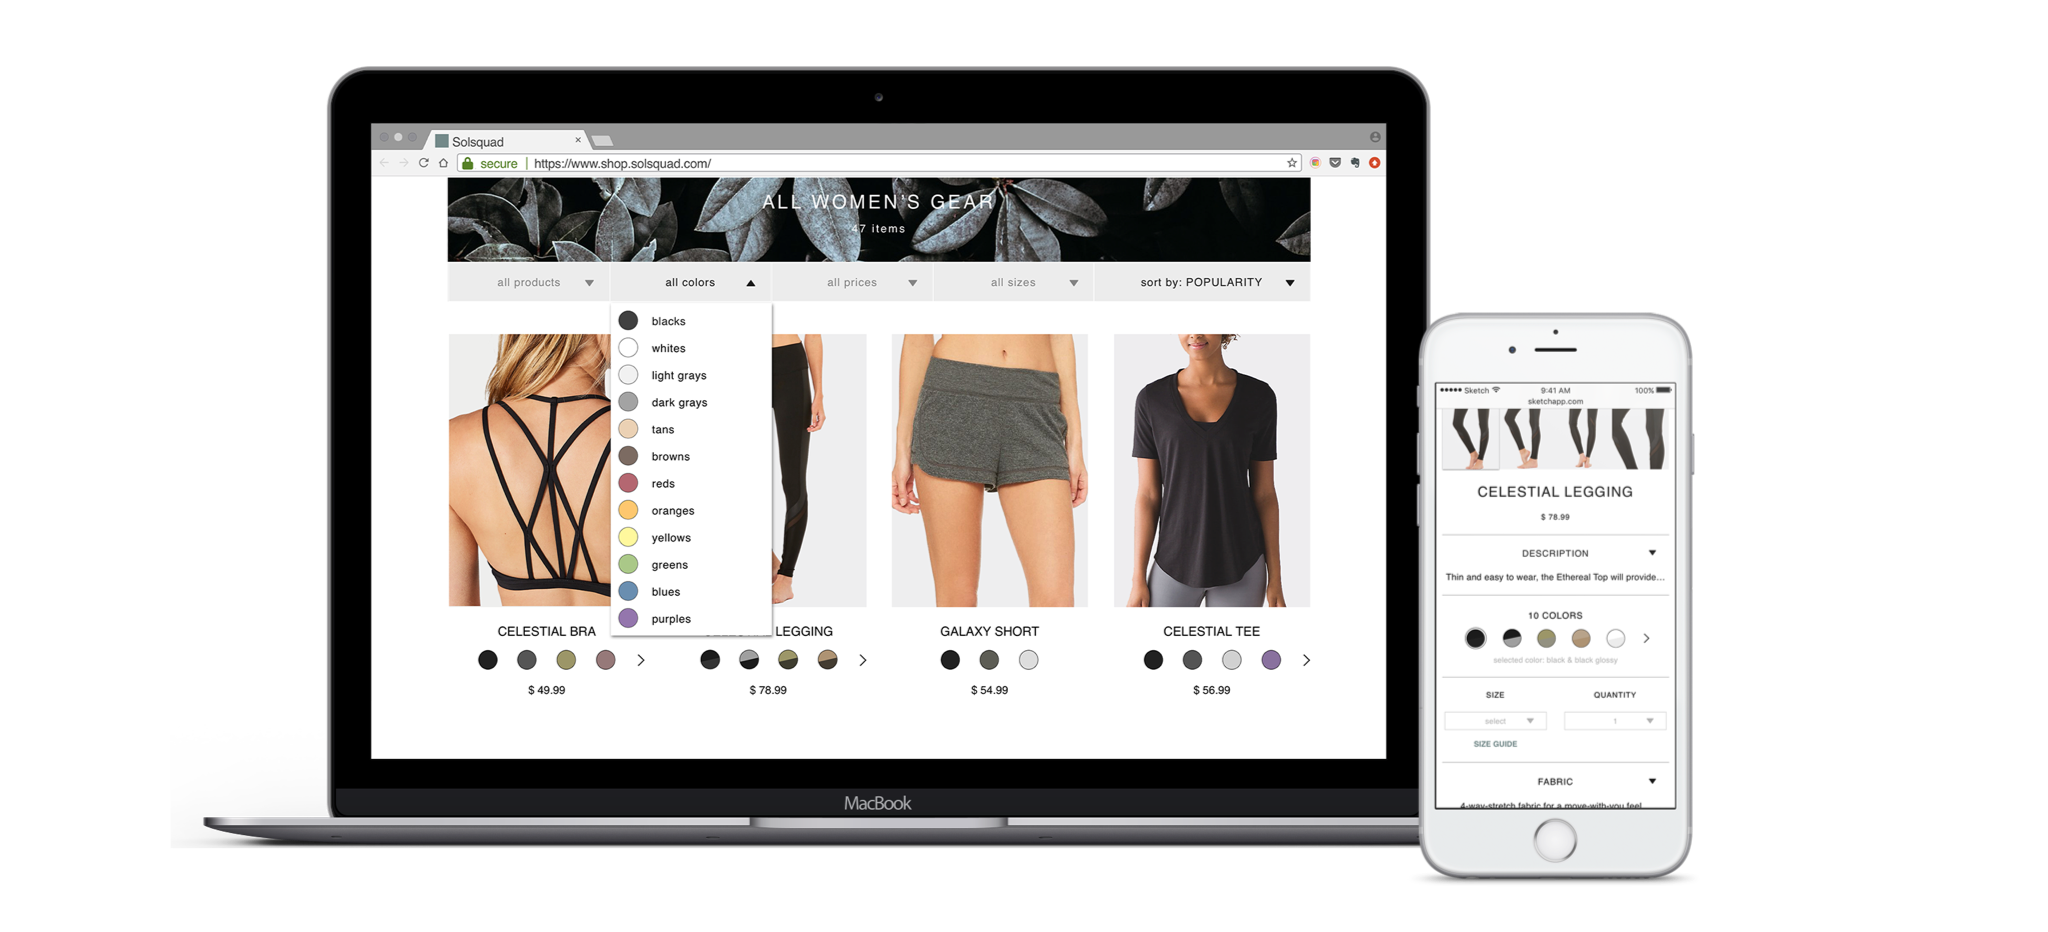 Solsquad
secure | https://www.shop.solsquad.com/
ALL WOMEN'S GEAR
47 items
all products
all colors
all prices
all sizes
sort by: POPULARITY
blacks
whites
light grays
dark grays
tans
browns
reds
oranges
yellows
greens
blues
purples
CELESTIAL BRA
LEGGING
GALAXY SHORT
CELESTIAL TEE
$ 49.99
$ 78.99
$ 54.99
$ 56.99
MacBook
Sketch 9:41 AM 100%
sketchapp.com
CELESTIAL LEGGING
$ 78.99
DESCRIPTION
Thin and easy to wear, the Ethereal Top will provide...
10 COLORS
selected color: black & black glossy
SIZE QUANTITY
select 1
SIZE GUIDE
FABRIC
4-way-stretch fabric for a move-with-you feel